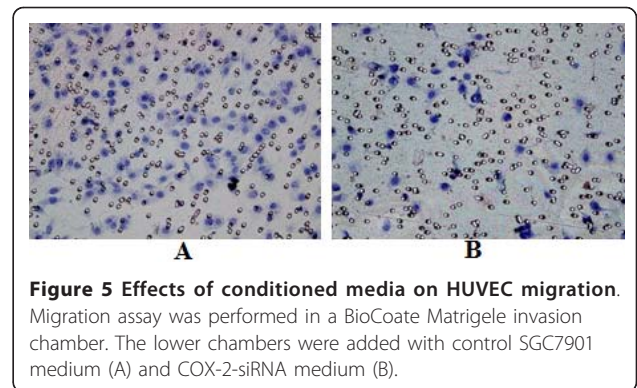 A
B
Figure 5 Effects of conditioned media on HUVEC migration.
Migration assay was performed in a BioCoate Matrigele invasion
chamber. The lower chambers were added with control SGC7901
medium (A) and COX-2-siRNA medium (B).